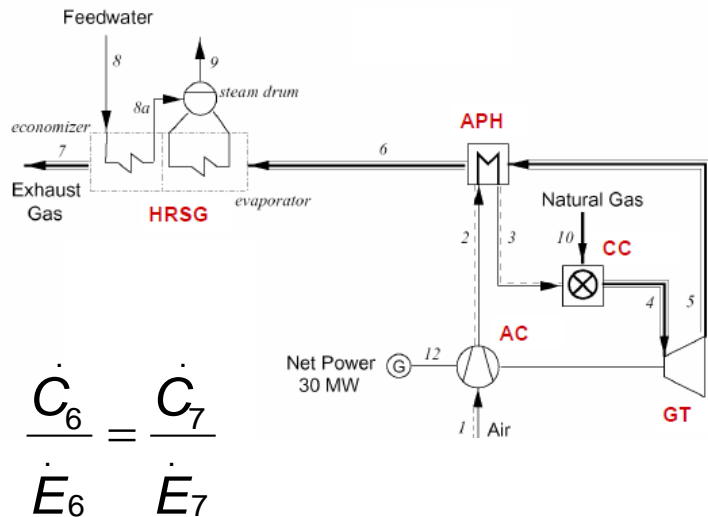 Feedwater
8
9
8a
steam drum
economizer
7
Exhaust
Gas
HRSG
evaporator
6
APH
M
2
3
Natural Gas
10
CC
4
5
AC
Net Power
30 MW
G
12
GT
1
Air
Ċ₆ / Ė₆ = Ċ₇ / Ė₇